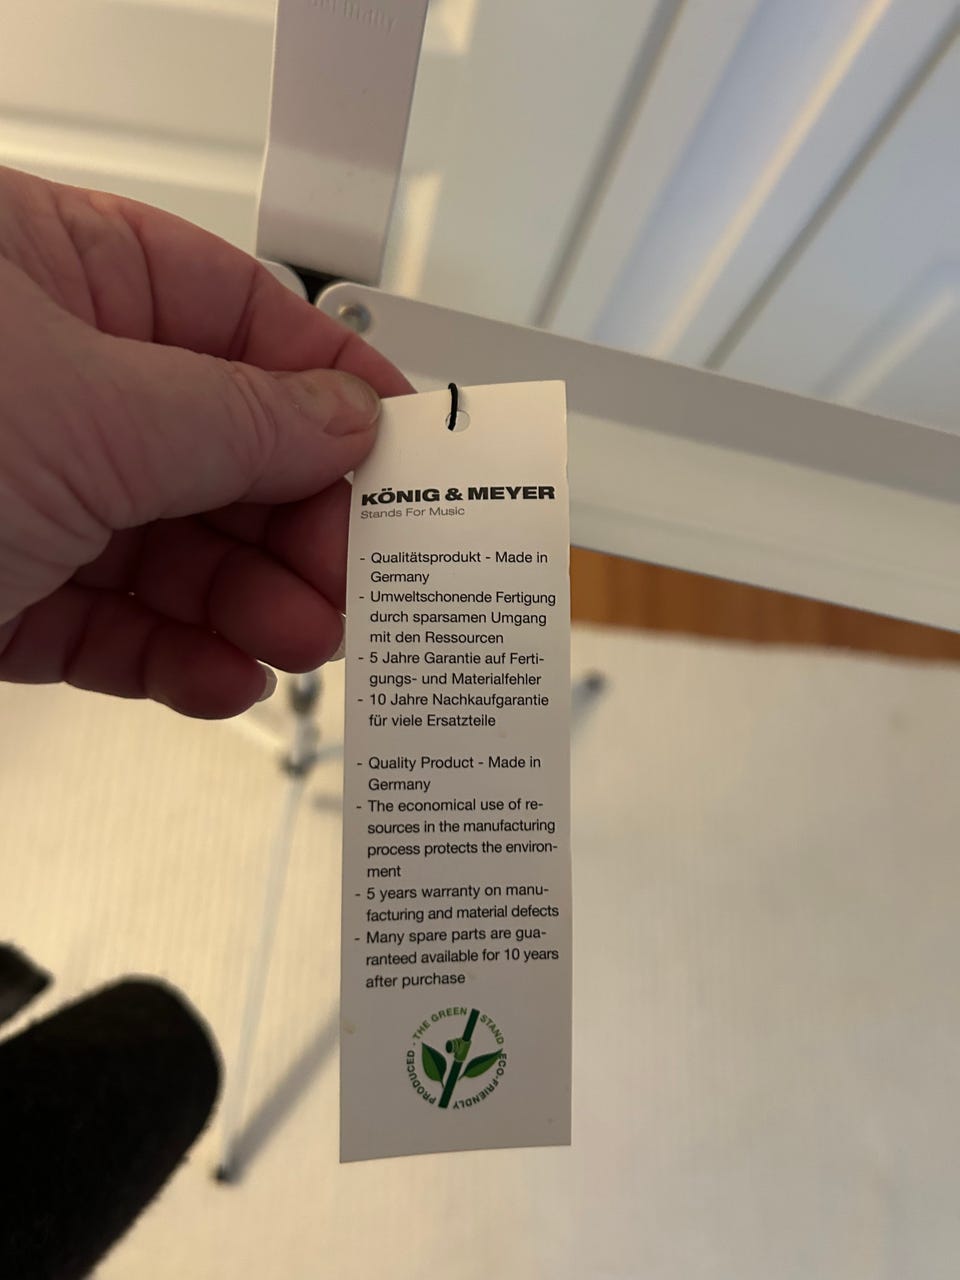 Germany
KÖNIG & MEYER
Stands For Music
- Qualitätsprodukt - Made in
Germany
- Umweltschonende Fertigung
durch sparsamen Umgang
mit den Ressourcen
- 5 Jahre Garantie auf Ferti-
gungs- und Materialfehler
- 10 Jahre Nachkaufgarantie
für viele Ersatzteile
- Quality Product - Made in
Germany
- The economical use of re-
sources in the manufacturing
process protects the environ-
ment
- 5 years warranty on manu-
facturing and material defects
- Many spare parts are gua-
ranteed available for 10 years
after purchase
THE GREEN STAND ECO-FRIENDLY PRODUCED -